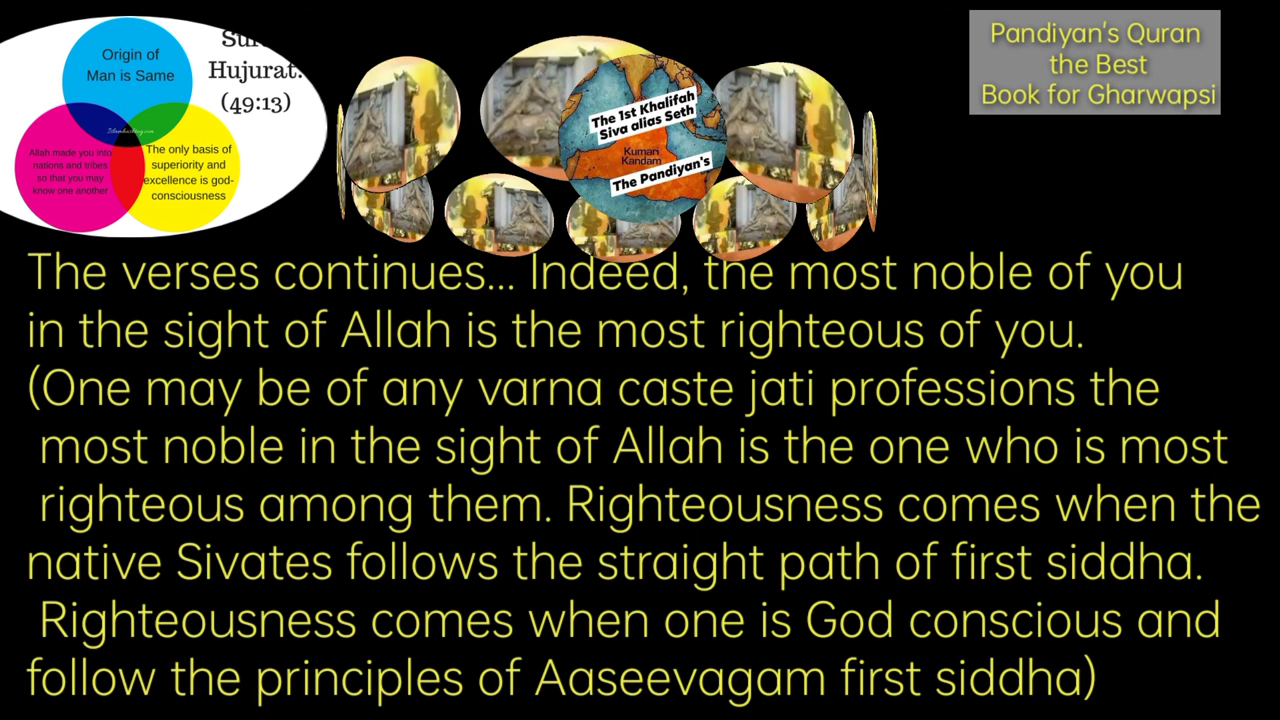 Origin of
Man is Same
Hujurat.
(49:13)
Allah made you into
nations and tribes
so that you may
know one another
The only basis of
superiority and
excellence is god-
consciousness
The 1st Khalifah
Siva alias Seth
Kumari
Kandam
The Pandiyan's
Pandiyan's Quran
the Best
Book for Gharwapsi
The verses continues... Indeed, the most noble of you
in the sight of Allah is the most righteous of you.
(One may be of any varna caste jati professions the
most noble in the sight of Allah is the one who is most
righteous among them. Righteousness comes when the
native Sivates follows the straight path of first siddha.
Righteousness comes when one is God conscious and
follow the principles of Aaseevagam first siddha)